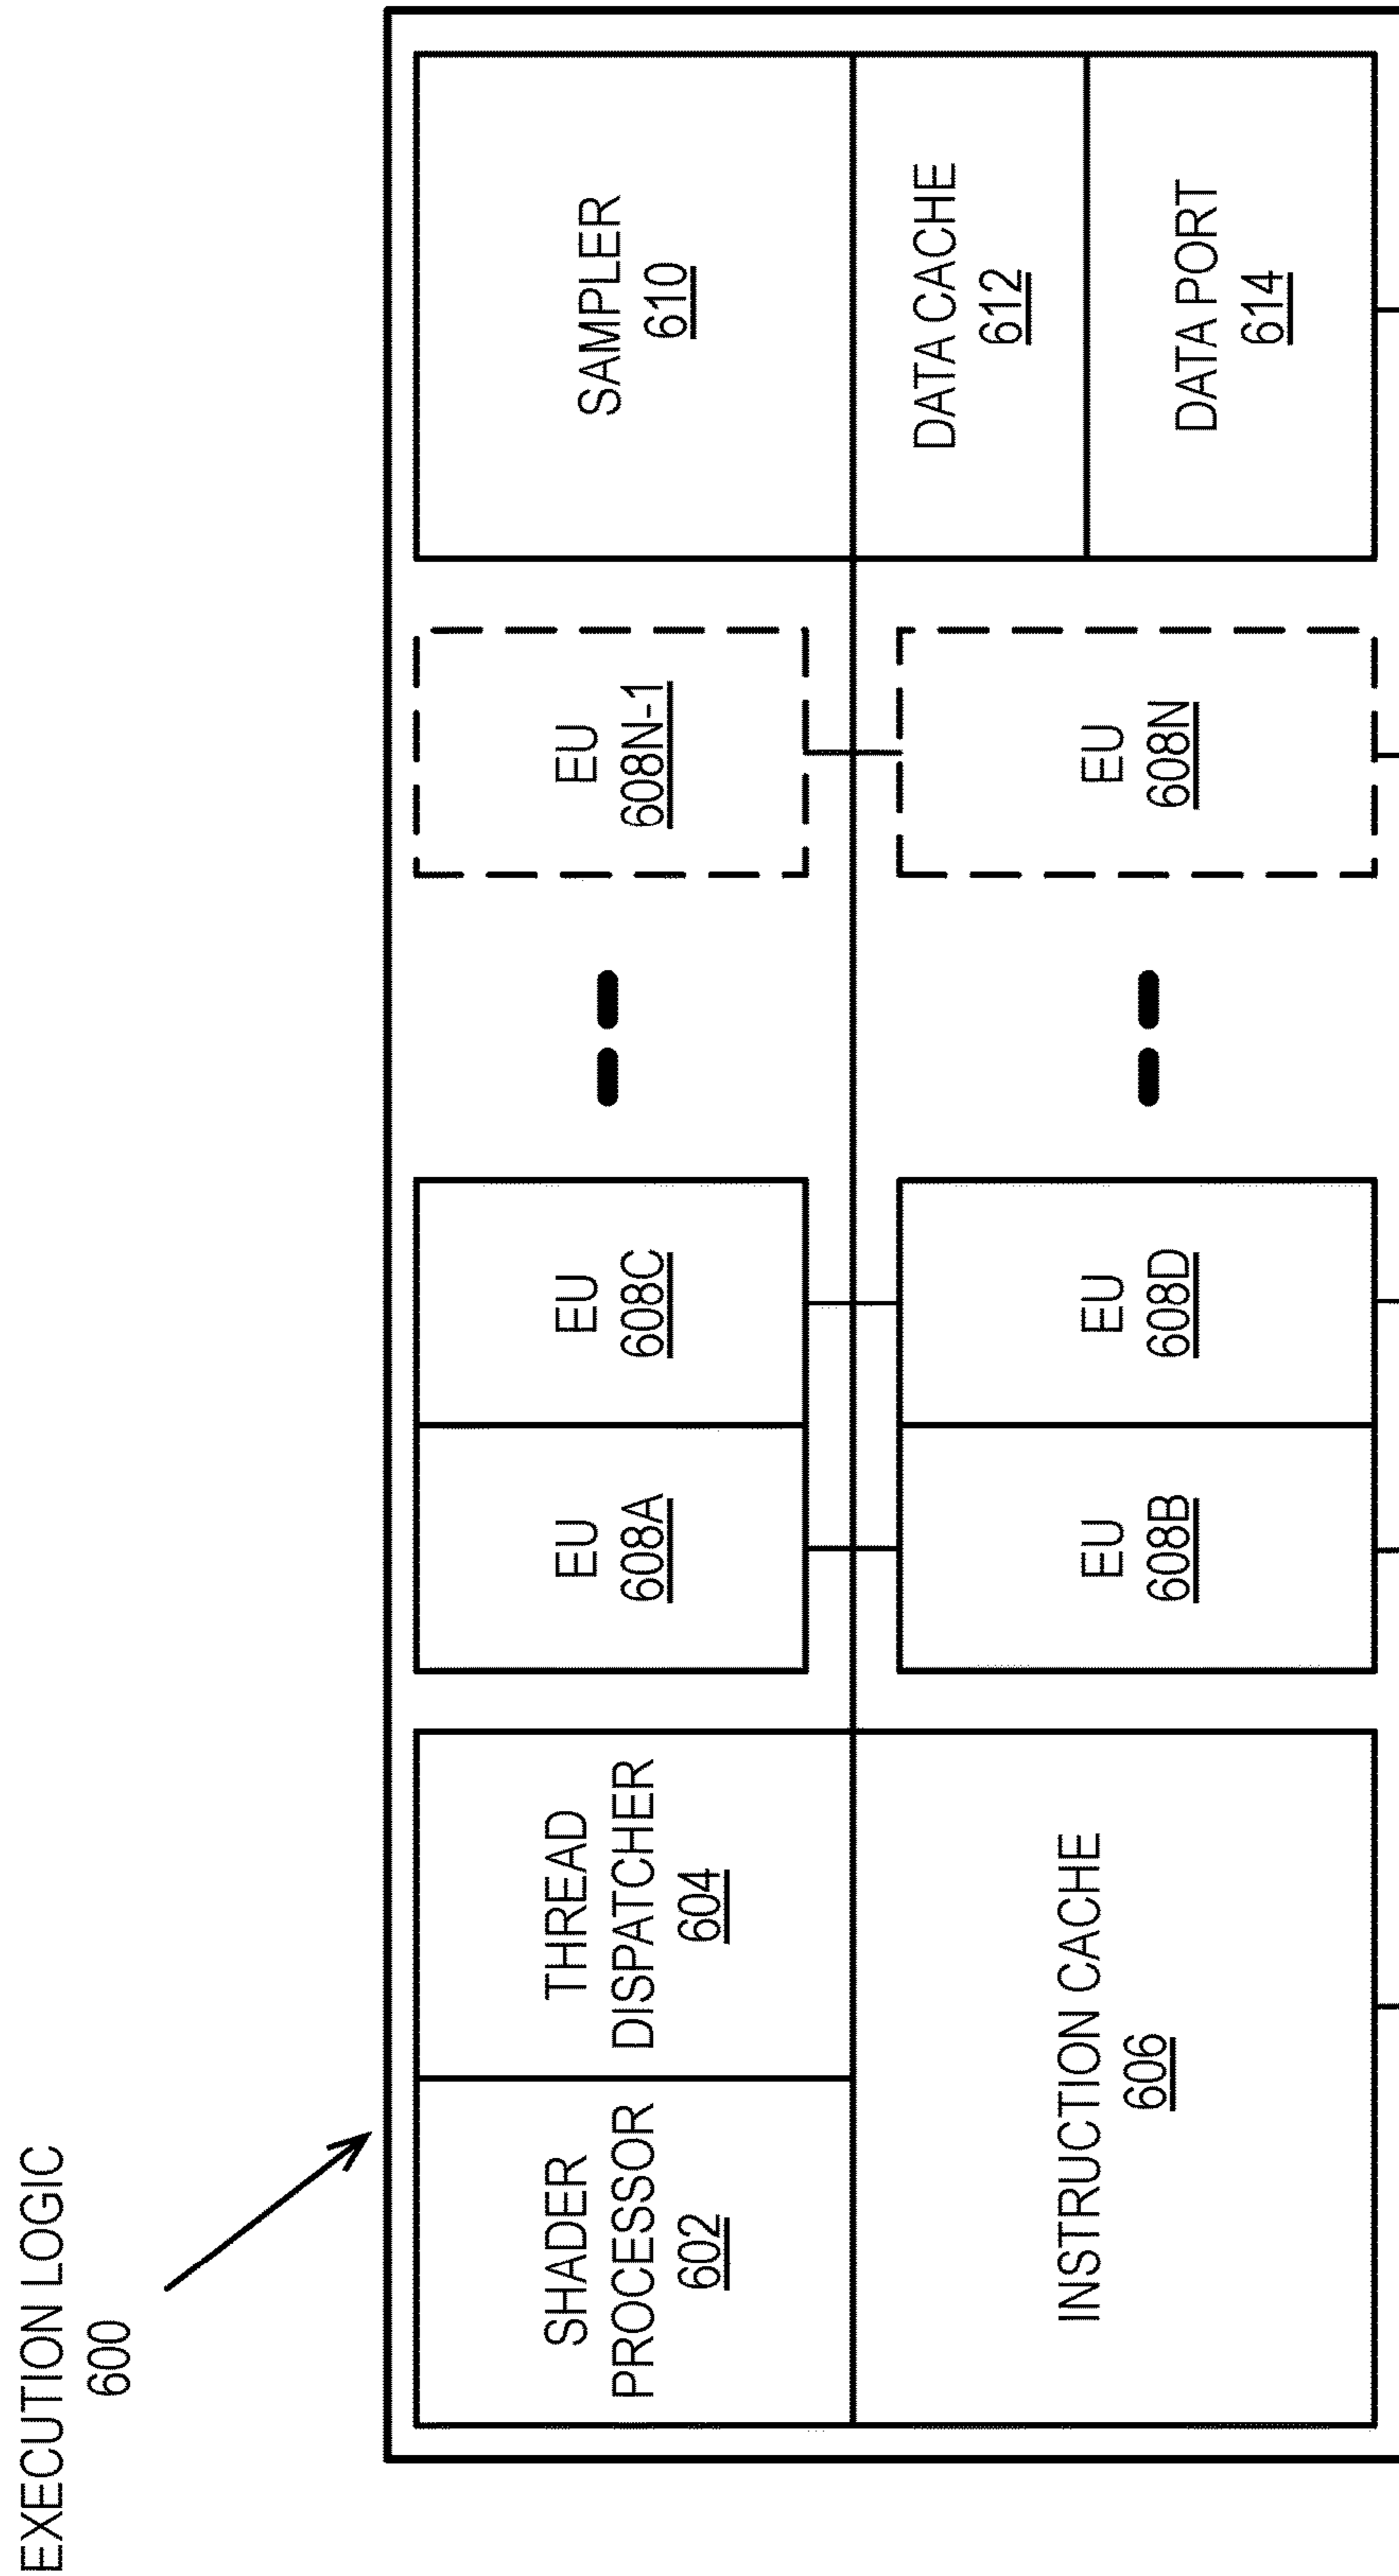 EXECUTION LOGIC
600
SHADER
PROCESSOR
602
THREAD
DISPATCHER
604
INSTRUCTION CACHE
606
EU
608A
EU
608C
EU
608B
EU
608D
EU
608N-1
EU
608N
SAMPLER
610
DATA CACHE
612
DATA PORT
614